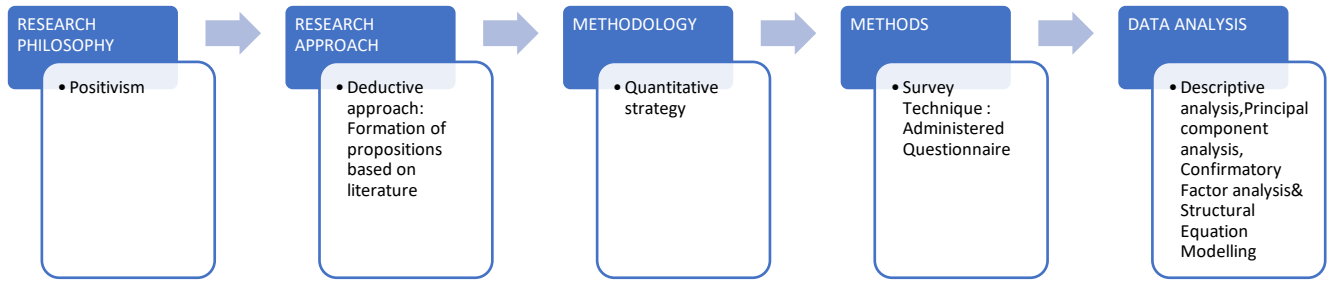 RESEARCH
PHILOSOPHY
• Positivism
RESEARCH
APPROACH
• Deductive
approach:
Formation of
propositions
based on
literature
METHODOLOGY
• Quantitative
strategy
METHODS
• Survey
Technique :
Administered
Questionnaire
DATA ANALYSIS
• Descriptive
analysis,Principal
component
analysis,
Confirmatory
Factor analysis&
Structural
Equation
Modelling